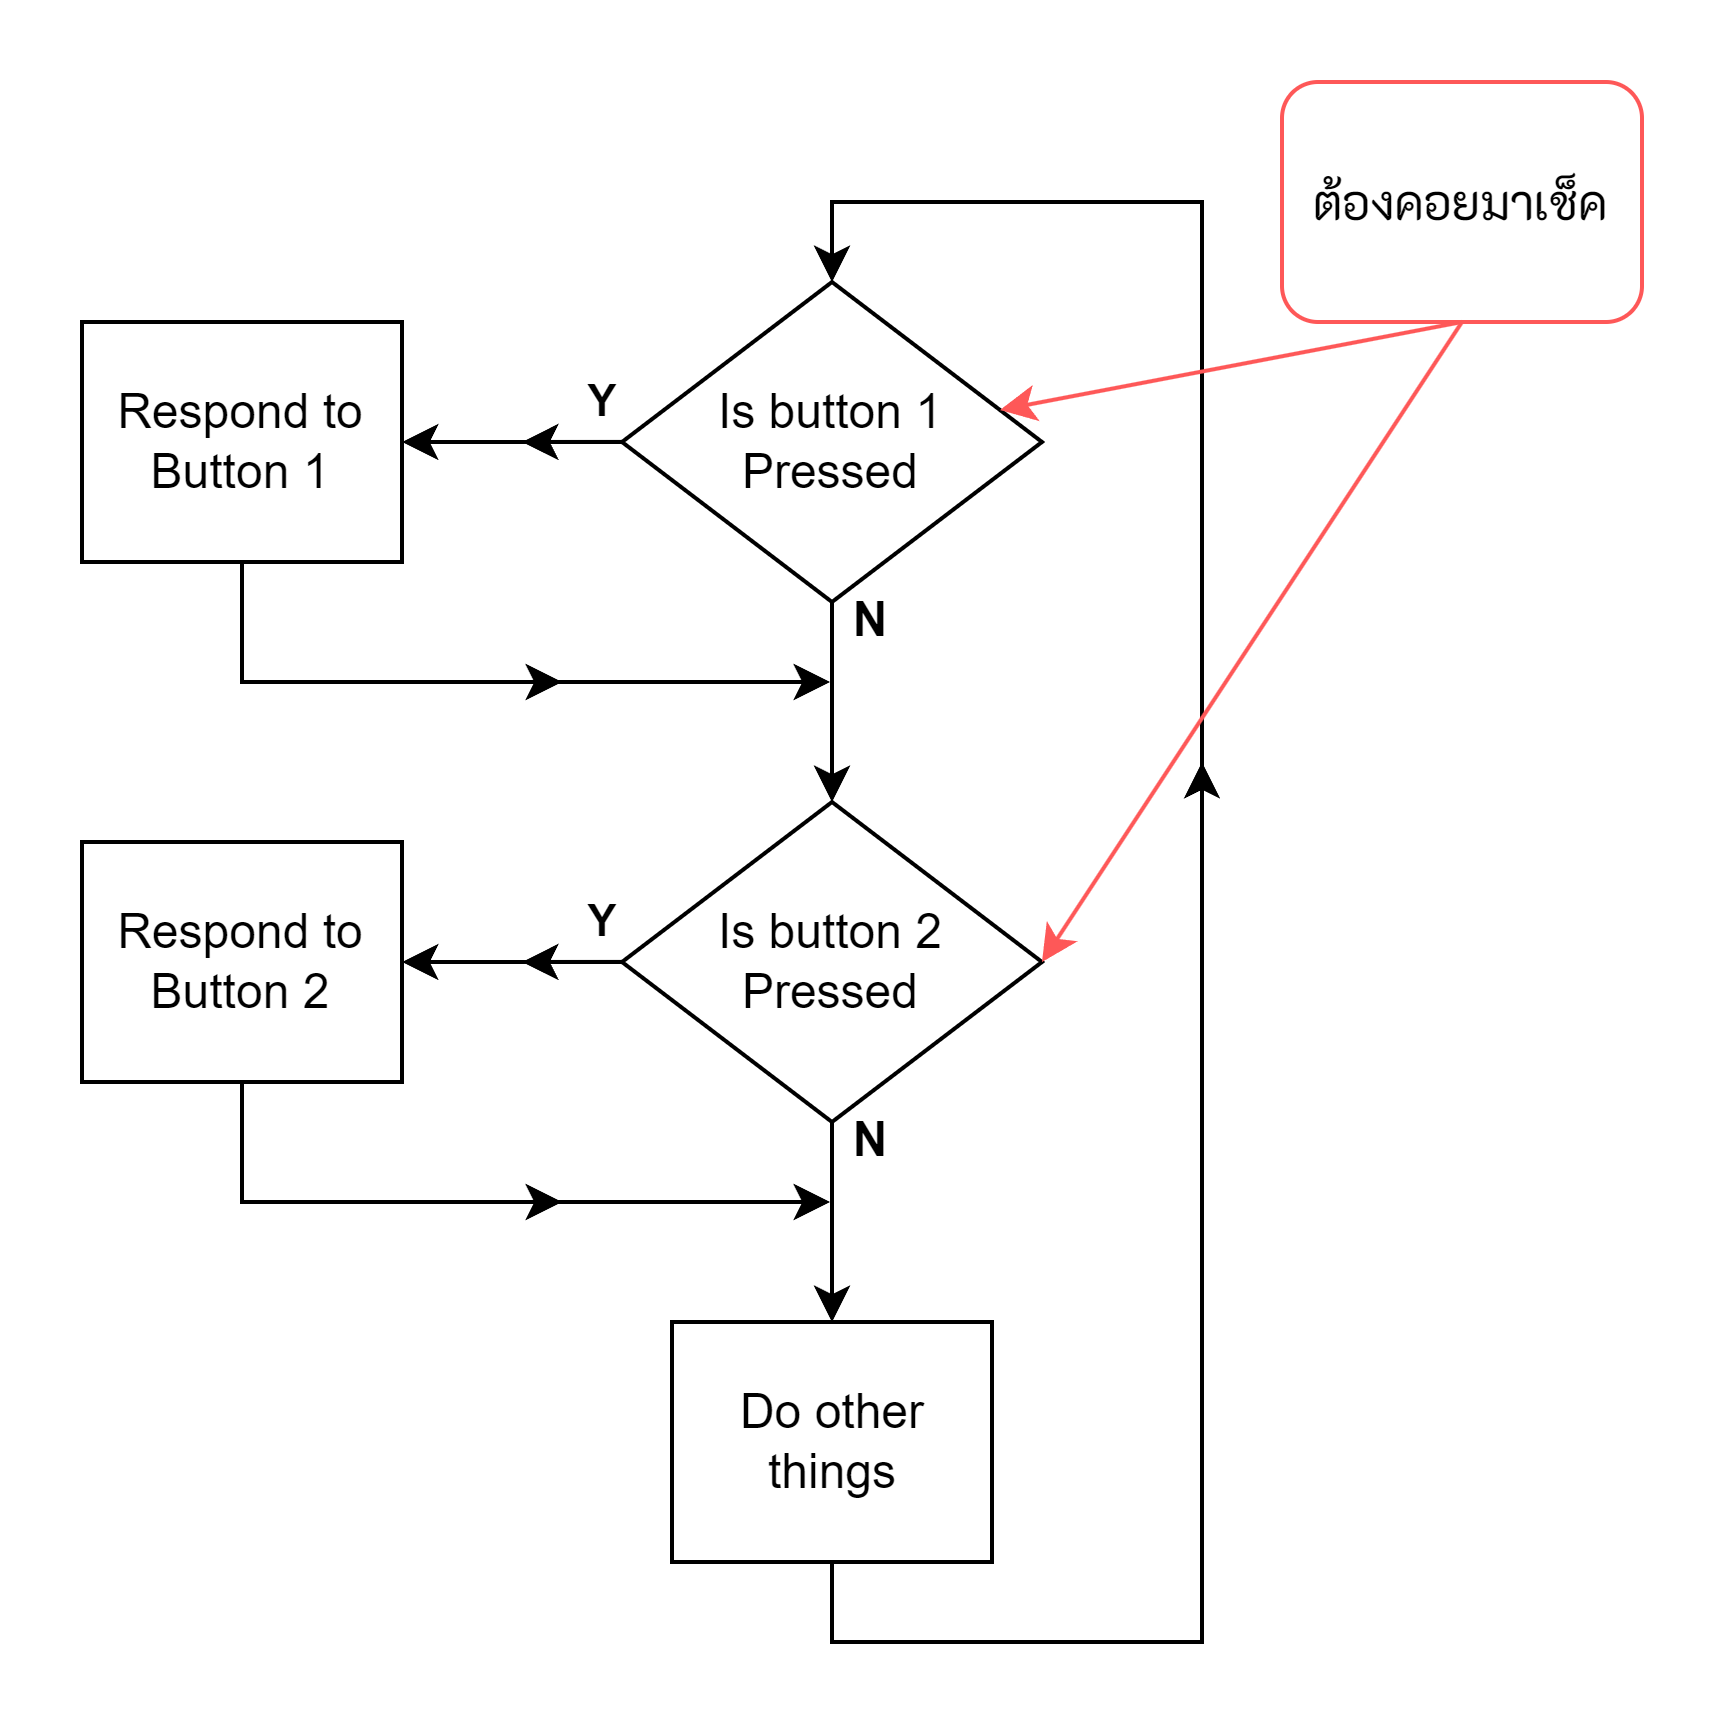 ต้องคอยมาเช็ค
Respond to
Button 1
Y
Is button 1
Pressed
N
Respond to
Button 2
Y
Is button 2
Pressed
N
Do other
things